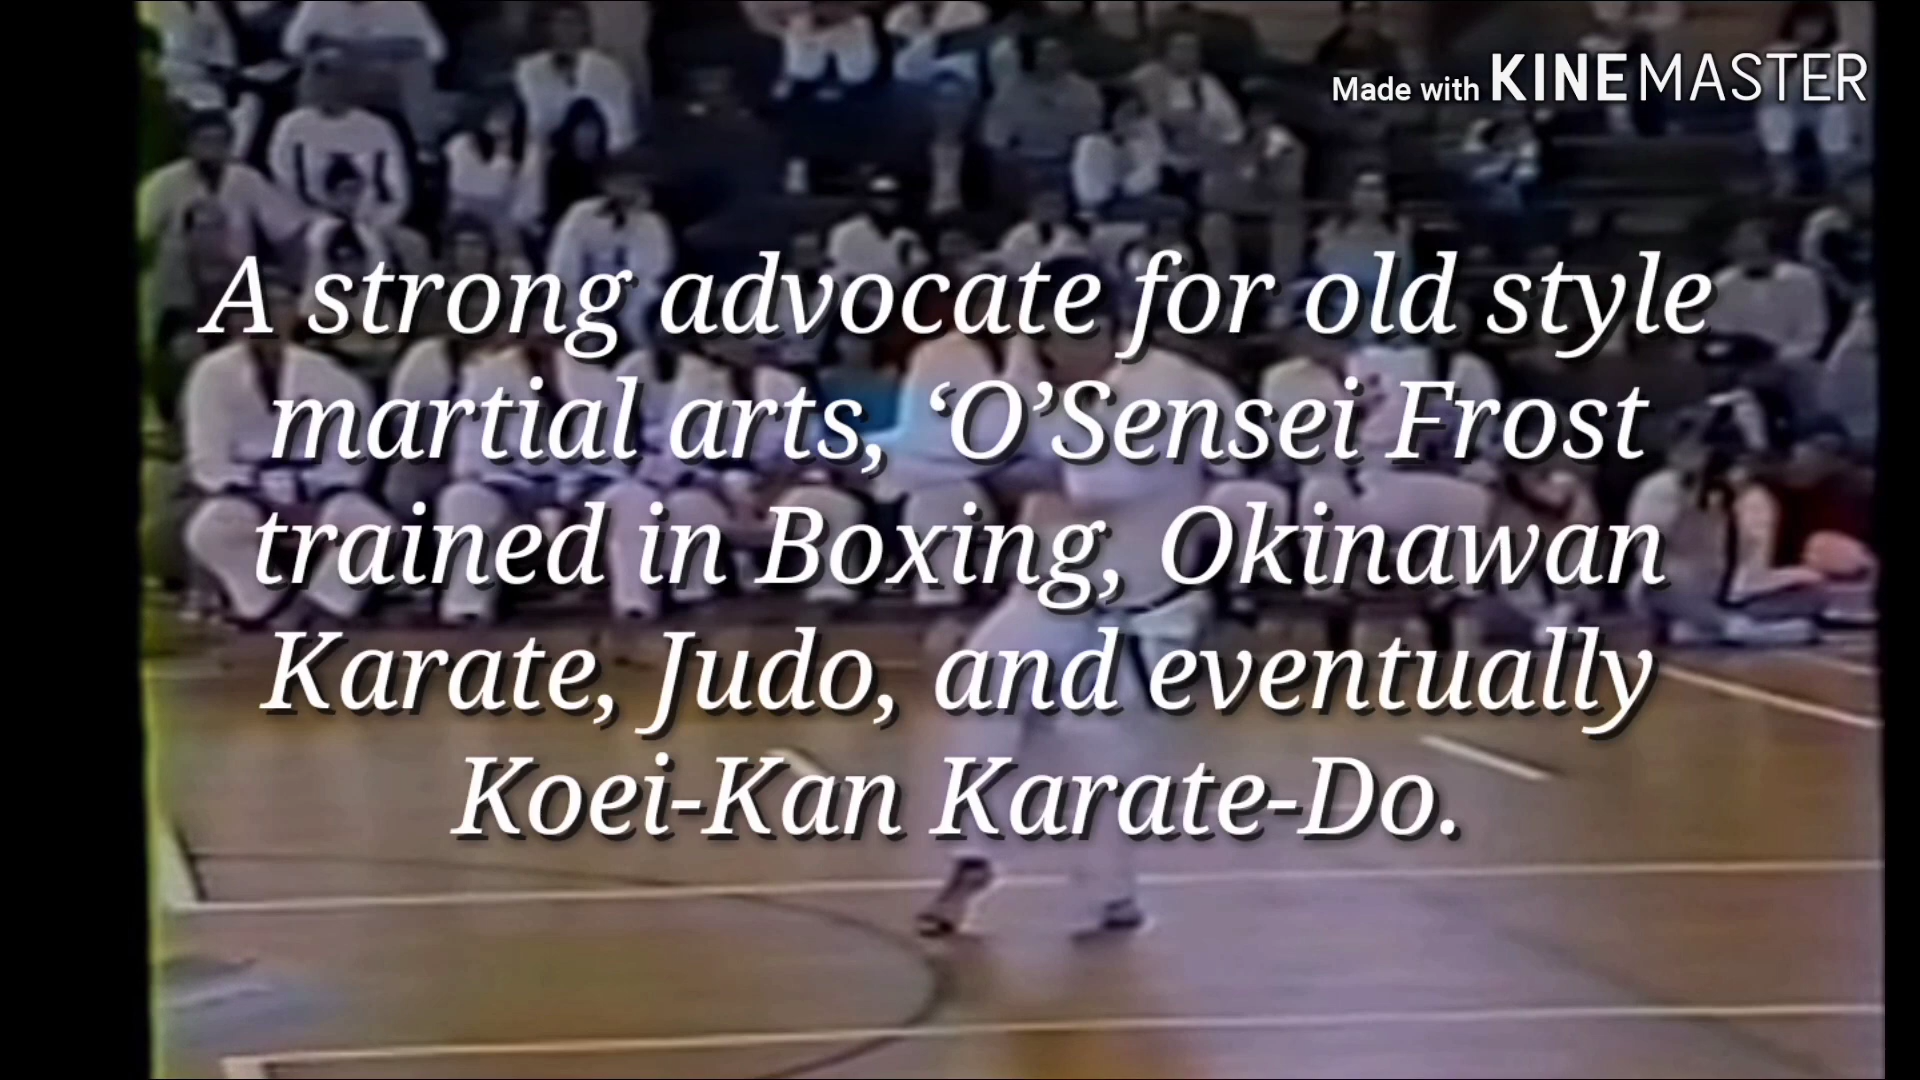 Made with KINEMASTER
A strong advocate for old style
martial arts, ‘O’Sensei Frost
trained in Boxing, Okinawan
Karate, Judo, and eventually
Koei-Kan Karate-Do.